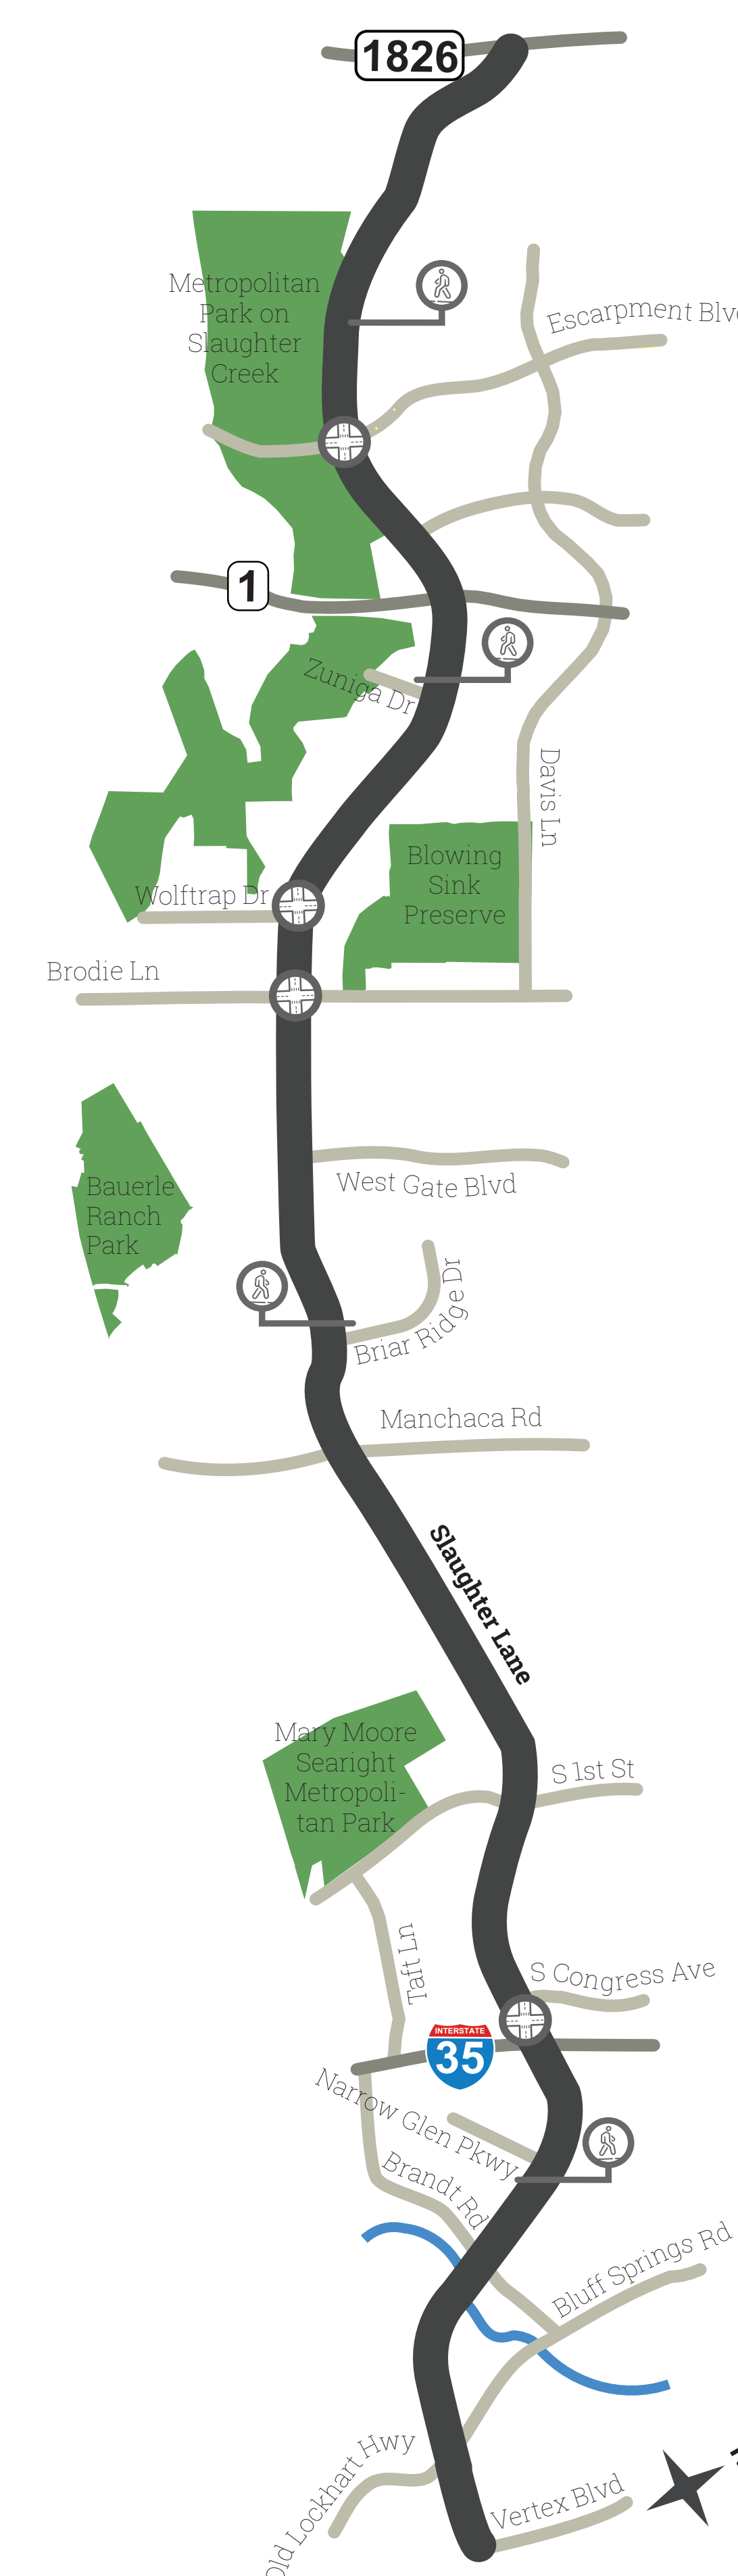 1826
Metropolitan
Park on
Slaughter
Creek
Escarpment
1
Zuniga Dr
Davis Ln
Blowing
Sink
Preserve
Wolftrap Dr
Brodie Ln
Bauerle
Ranch
Park
West Gate Blvd
Briar Ridge Dr
Manchaca Rd
Slaughter Lane
Mary Moore
Searight
Metropoli-
tan Park
S 1st St
Taft Ln
S Congress Ave
INTERSTATE
35
Narrow Glen Pkwy
Brandt Rd
Bluff Springs Rd
Old Lockhart Hwy
Vertex Blvd